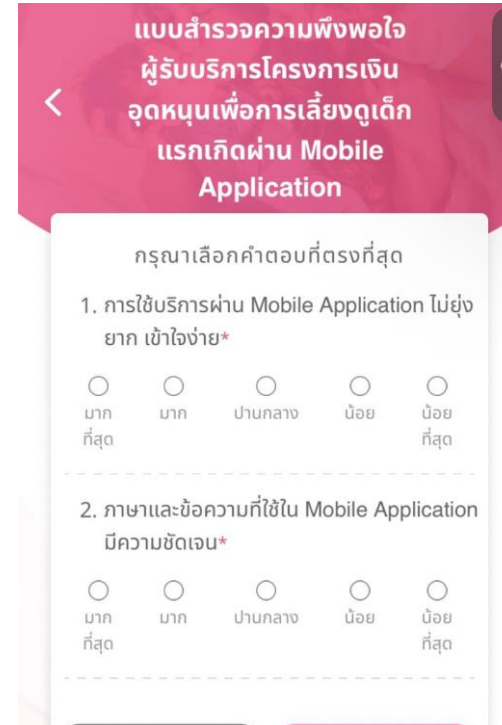 แบบสำรวจความพึงพอใจ
ผู้รับบริการโครงการเงิน
อุดหนุนเพื่อการเลี้ยงดูเด็ก
แรกเกิดผ่าน Mobile
Application
กรุณาเลือกคำตอบที่ตรงที่สุด
1. การใช้บริการผ่าน Mobile Application ไม่ยุ่ง
ยาก เข้าใจง่าย*
มาก มาก ปานกลาง น้อย น้อย
ที่สุด ที่สุด
2. ภาษาและข้อความที่ใช้ใน Mobile Application
มีความชัดเจน*
มาก มาก ปานกลาง น้อย น้อย
ที่สุด ที่สุด